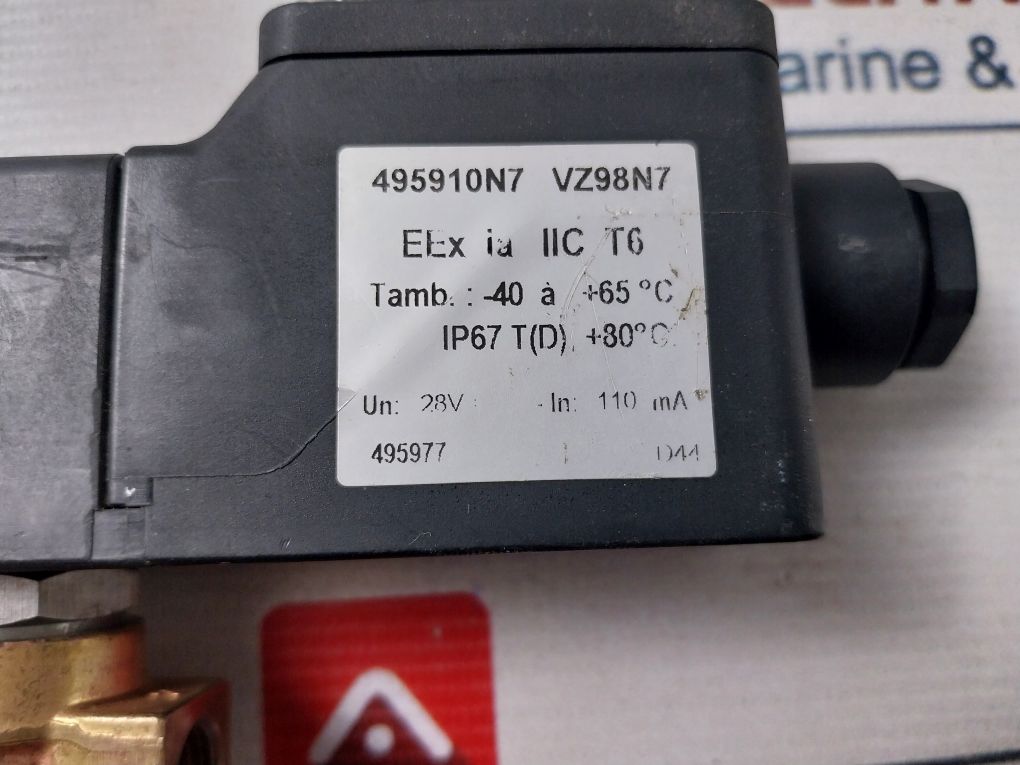 arine &
495910N7 VZ98N7
EEx ia IIC T6
Tamb. : -40 à +65 °C
IP67 T(D) +80°C
Un: 28V - In: 110 mA
495977 D44